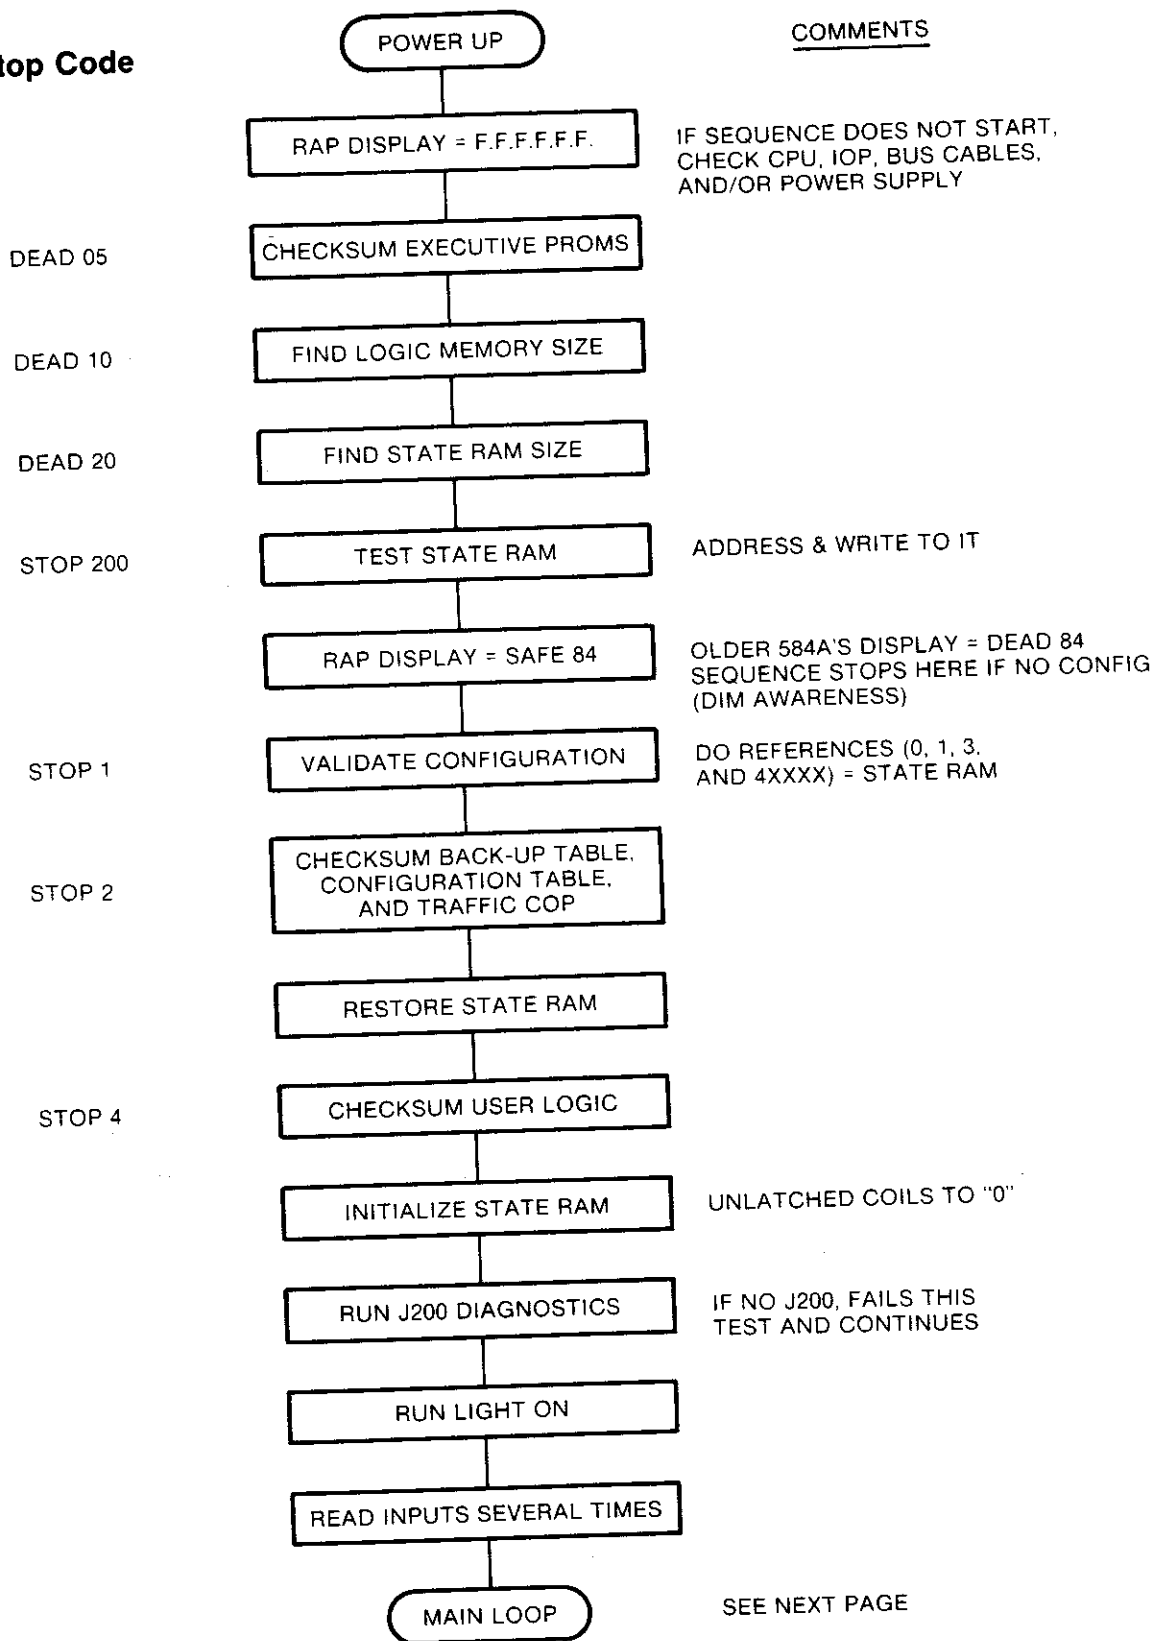 top Code
POWER UP
COMMENTS
RAP DISPLAY = F.F.F.F.F.F.
IF SEQUENCE DOES NOT START,
CHECK CPU, IOP, BUS CABLES,
AND/OR POWER SUPPLY
DEAD 05
CHECKSUM EXECUTIVE PROMS
DEAD 10
FIND LOGIC MEMORY SIZE
DEAD 20
FIND STATE RAM SIZE
STOP 200
TEST STATE RAM
ADDRESS & WRITE TO IT
RAP DISPLAY = SAFE 84
OLDER 584A'S DISPLAY = DEAD 84
SEQUENCE STOPS HERE IF NO CONFIG
(DIM AWARENESS)
STOP 1
VALIDATE CONFIGURATION
DO REFERENCES (0, 1, 3,
AND 4XXXX) = STATE RAM
STOP 2
CHECKSUM BACK-UP TABLE,
CONFIGURATION TABLE,
AND TRAFFIC COP
RESTORE STATE RAM
STOP 4
CHECKSUM USER LOGIC
INITIALIZE STATE RAM
UNLATCHED COILS TO "0"
RUN J200 DIAGNOSTICS
IF NO J200, FAILS THIS
TEST AND CONTINUES
RUN LIGHT ON
READ INPUTS SEVERAL TIMES
MAIN LOOP
SEE NEXT PAGE